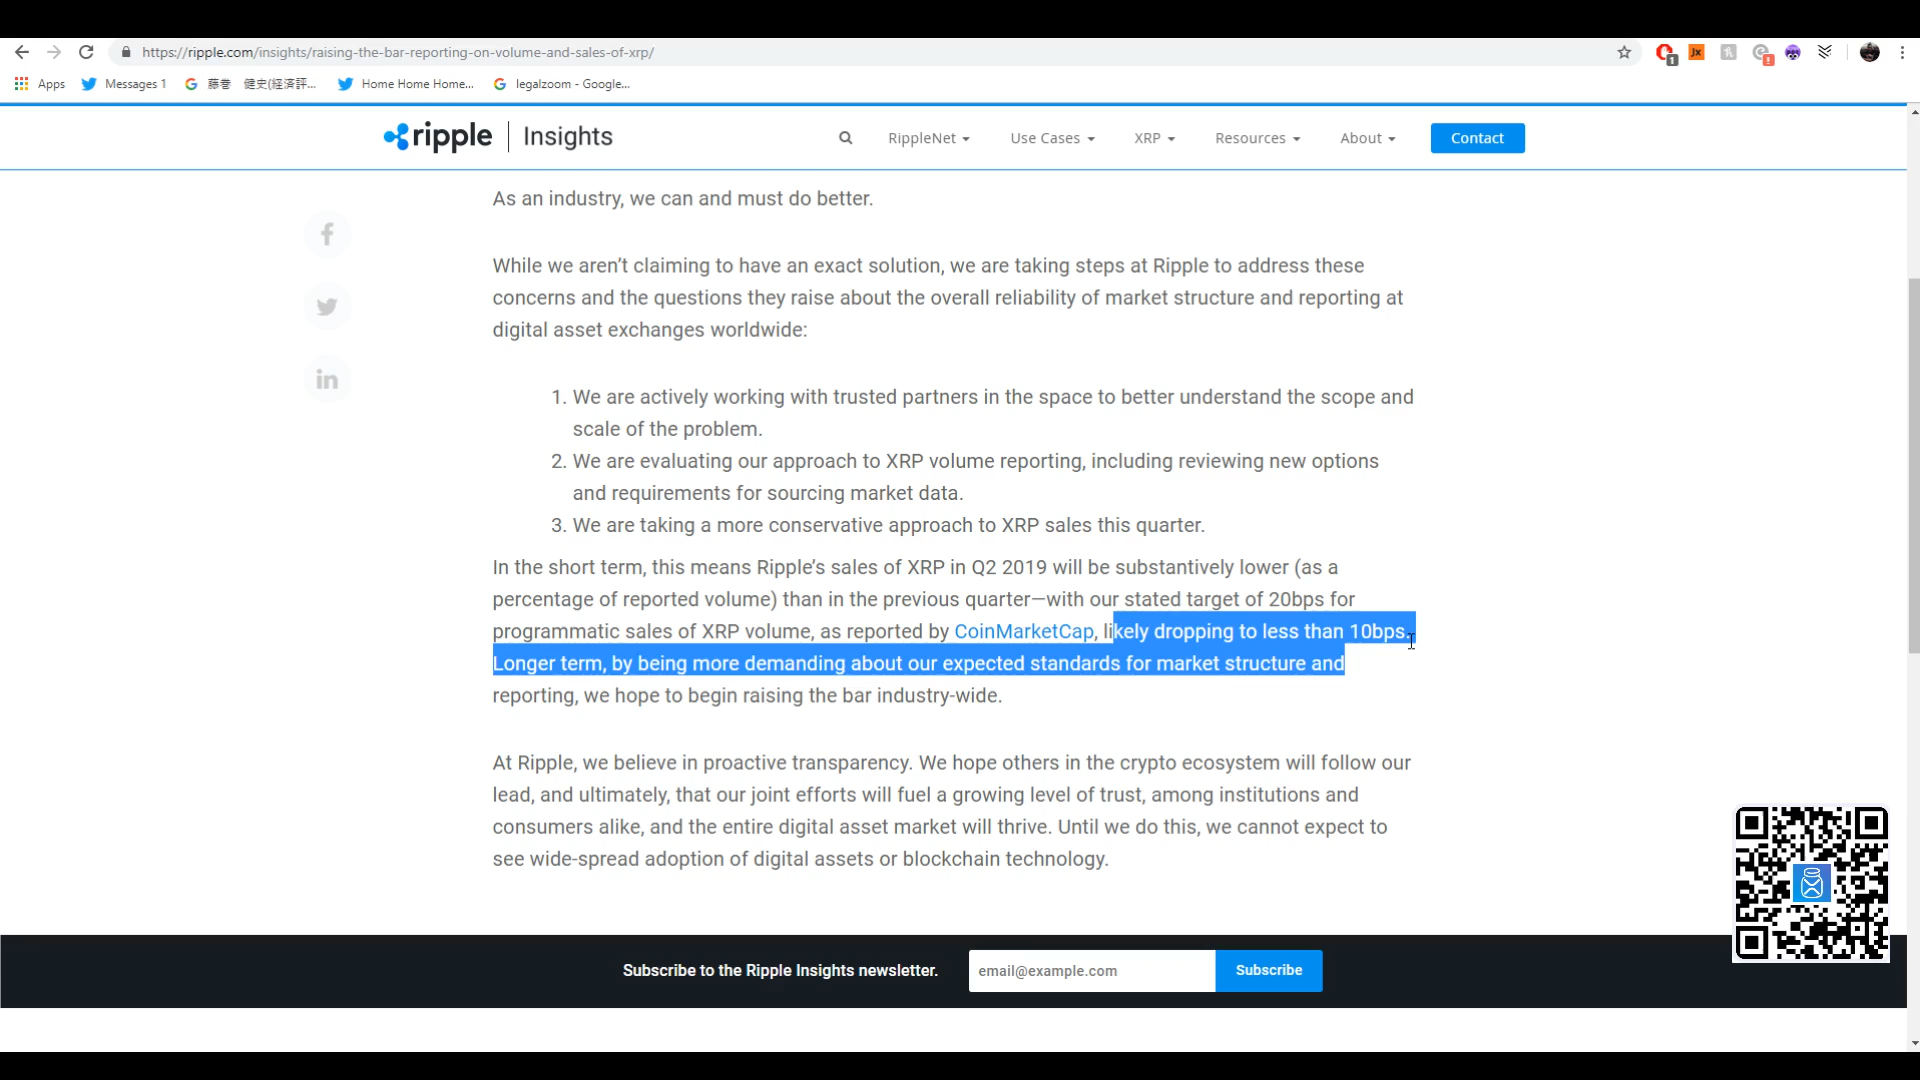 https://ripple.com/insights/raising-the-bar-reporting-on-volume-and-sales-of-xrp/
Apps Messages 1 藤巻 健史(経済評... Home Home Home... legalzoom - Google...
ripple Insights RippleNet Use Cases XRP Resources About Contact
As an industry, we can and must do better.
While we aren’t claiming to have an exact solution, we are taking steps at Ripple to address these
concerns and the questions they raise about the overall reliability of market structure and reporting at
digital asset exchanges worldwide:
1. We are actively working with trusted partners in the space to better understand the scope and
scale of the problem.
2. We are evaluating our approach to XRP volume reporting, including reviewing new options
and requirements for sourcing market data.
3. We are taking a more conservative approach to XRP sales this quarter.
In the short term, this means Ripple’s sales of XRP in Q2 2019 will be substantively lower (as a
percentage of reported volume) than in the previous quarter—with our stated target of 20bps for
programmatic sales of XRP volume, as reported by CoinMarketCap, likely dropping to less than 10bps.
Longer term, by being more demanding about our expected standards for market structure and
reporting, we hope to begin raising the bar industry-wide.
At Ripple, we believe in proactive transparency. We hope others in the crypto ecosystem will follow our
lead, and ultimately, that our joint efforts will fuel a growing level of trust, among institutions and
consumers alike, and the entire digital asset market will thrive. Until we do this, we cannot expect to
see wide-spread adoption of digital assets or blockchain technology.
Subscribe to the Ripple Insights newsletter. email@example.com Subscribe